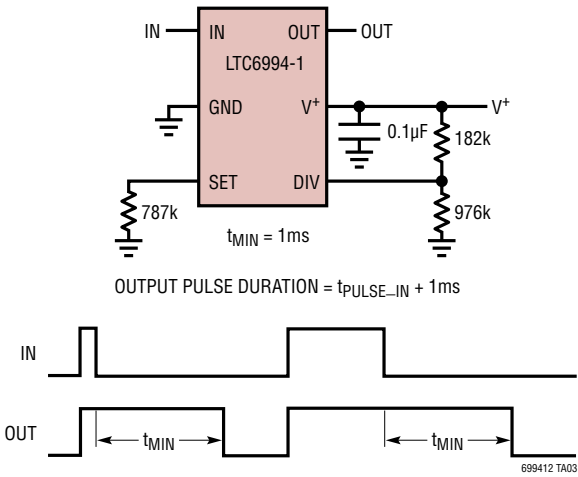 IN IN OUT OUT
LTC6994-1
GND V+ V+
0.1µF 182k
SET DIV
787k 976k
tMIN = 1ms
OUTPUT PULSE DURATION = tPULSE–IN + 1ms
IN
OUT tMIN tMIN
699412 TA03